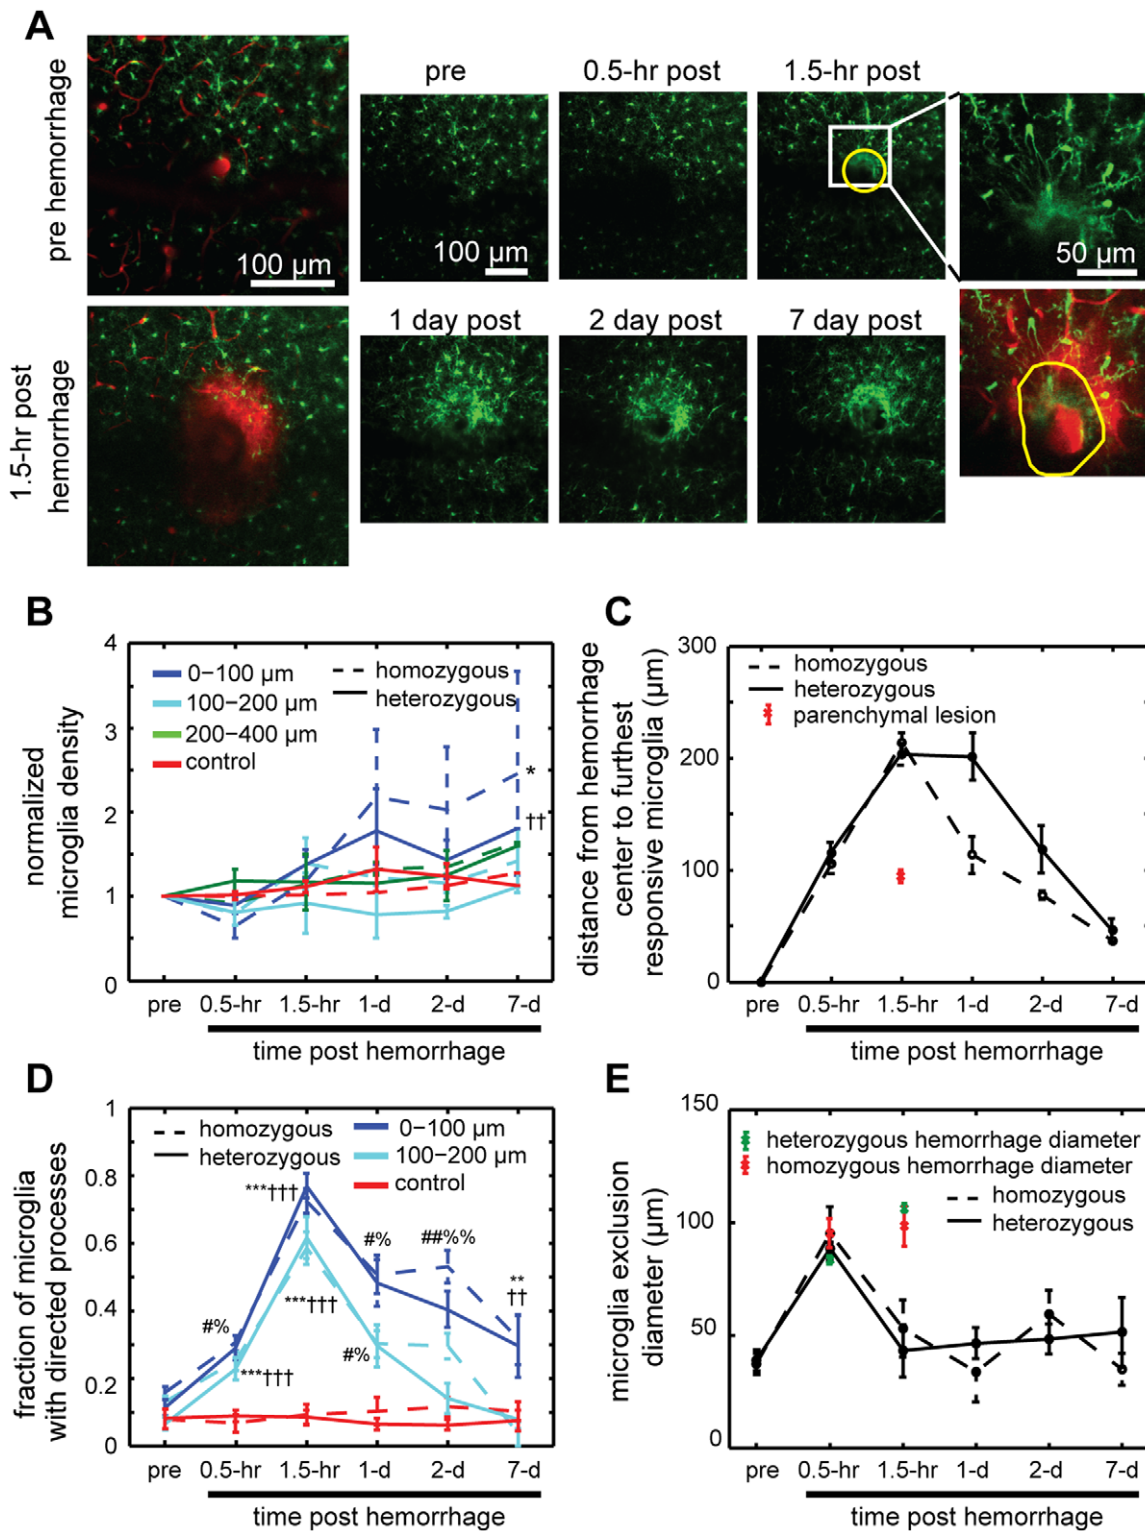 A
pre hemorrhage
100 µm
pre
0.5-hr post
1.5-hr post
100 µm
50 µm
1.5-hr post
hemorrhage
1 day post
2 day post
7 day post
B
normalized
microglia density
4
3
2
1
0
0−100 µm
100−200 µm
200−400 µm
control
homozygous
heterozygous
*
††
pre
0.5-hr
1.5-hr
1-d
2-d
7-d
time post hemorrhage
C
distance from hemorrhage
center to furthest
responsive microglia (µm)
300
200
100
0
homozygous
heterozygous
parenchymal lesion
pre
0.5-hr
1.5-hr
1-d
2-d
7-d
time post hemorrhage
D
fraction of microglia
with directed processes
1
0.8
0.6
0.4
0.2
0
homozygous
heterozygous
0−100 µm
100−200 µm
control
***†††
#%
##%%
**
††
#%
***†††
***†††
#%
pre
0.5-hr
1.5-hr
1-d
2-d
7-d
time post hemorrhage
E
microglia exclusion
diameter (µm)
150
100
50
0
heterozygous hemorrhage diameter
homozygous hemorrhage diameter
homozygous
heterozygous
pre
0.5-hr
1.5-hr
1-d
2-d
7-d
time post hemorrhage